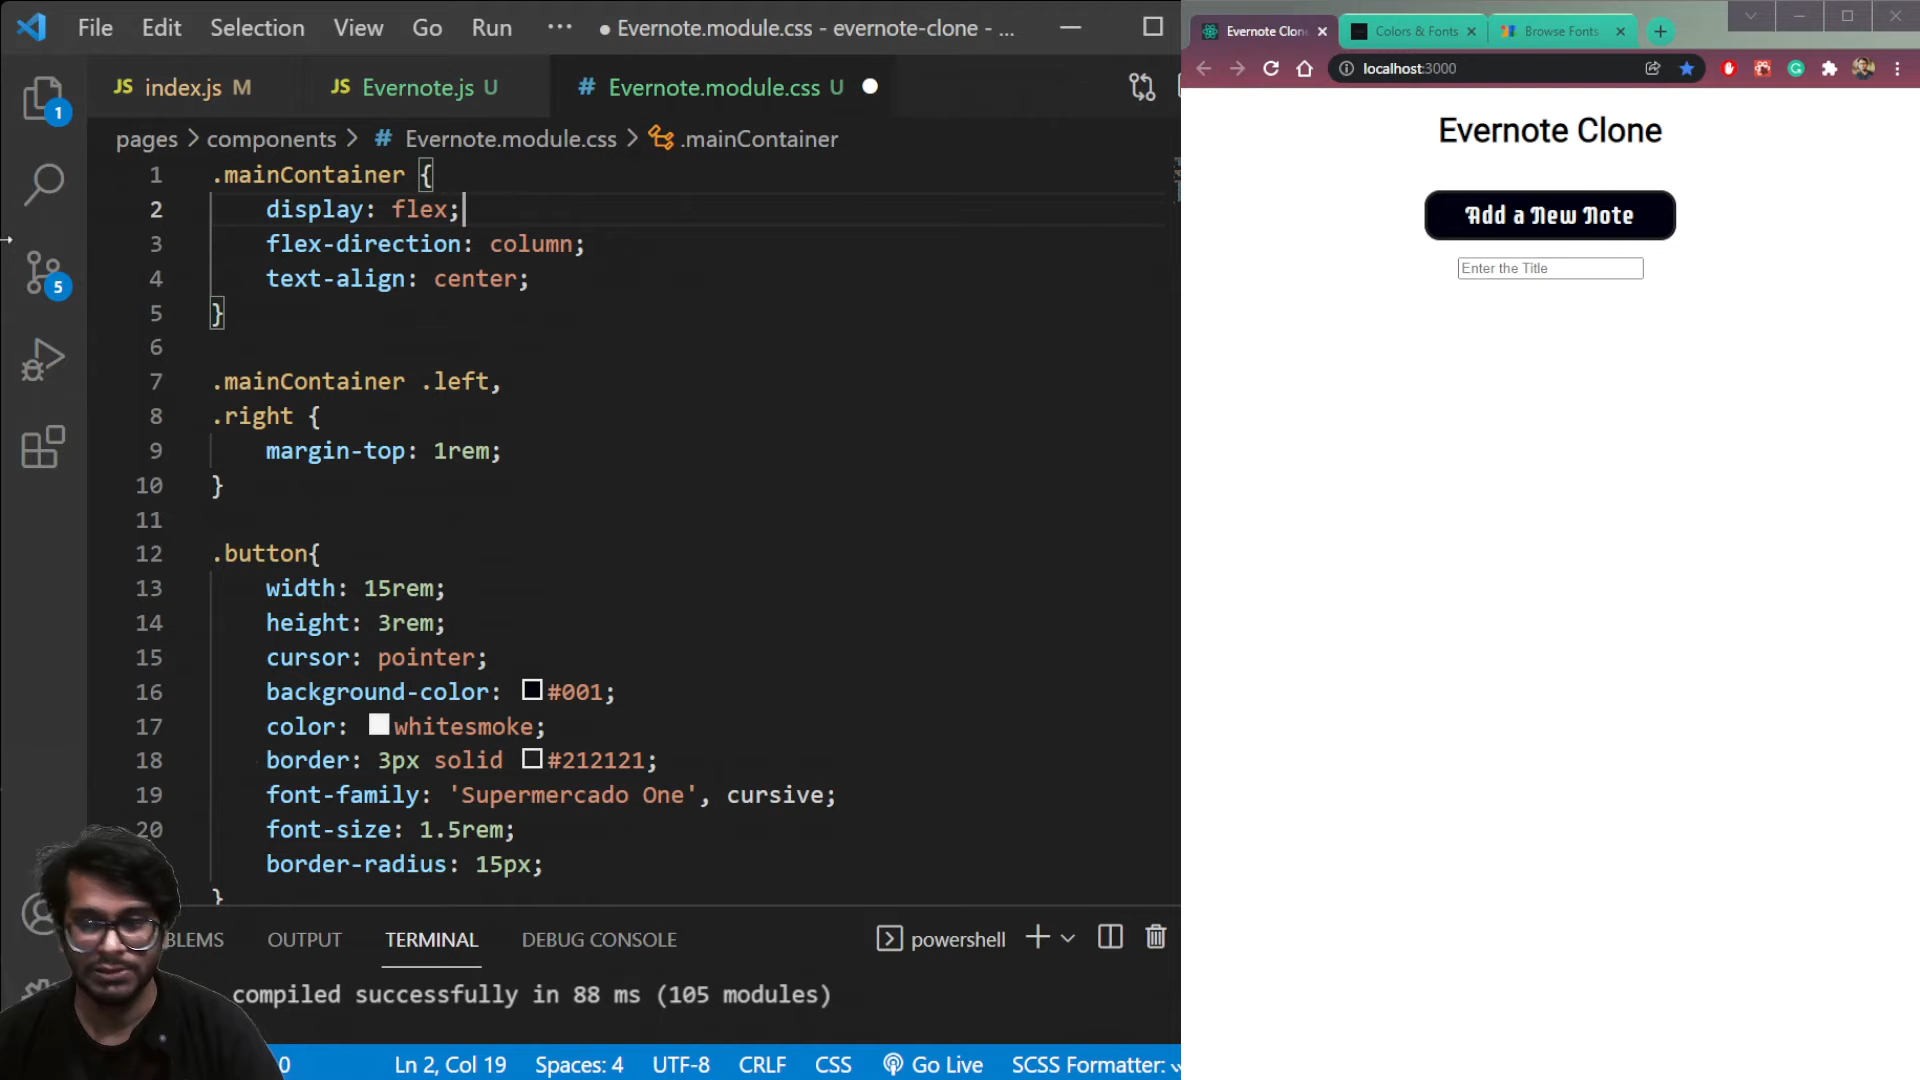 File Edit Selection View Go Run ··· ● Evernote.module.css - evernote-clone - ...
JS index.js M JS Evernote.js U # Evernote.module.css U
pages > components > # Evernote.module.css > .mainContainer
1 .mainContainer {
2 display: flex;
3 flex-direction: column;
4 text-align: center;
5 }
6
7 .mainContainer .left,
8 .right {
9 margin-top: 1rem;
10 }
11
12 .button{
13 width: 15rem;
14 height: 3rem;
15 cursor: pointer;
16 background-color: #001;
17 color: whitesmoke;
18 border: 3px solid #212121;
19 font-family: 'Supermercado One', cursive;
20 font-size: 1.5rem;
border-radius: 15px;
}
1
5
BLEMS OUTPUT TERMINAL DEBUG CONSOLE powershell
compiled successfully in 88 ms (105 modules)
0 Ln 2, Col 19 Spaces: 4 UTF-8 CRLF CSS Go Live SCSS Formatter:
Evernote Clon Colors & Fonts Browse Fonts
localhost:3000
Evernote Clone
Add a New Note
Enter the Title